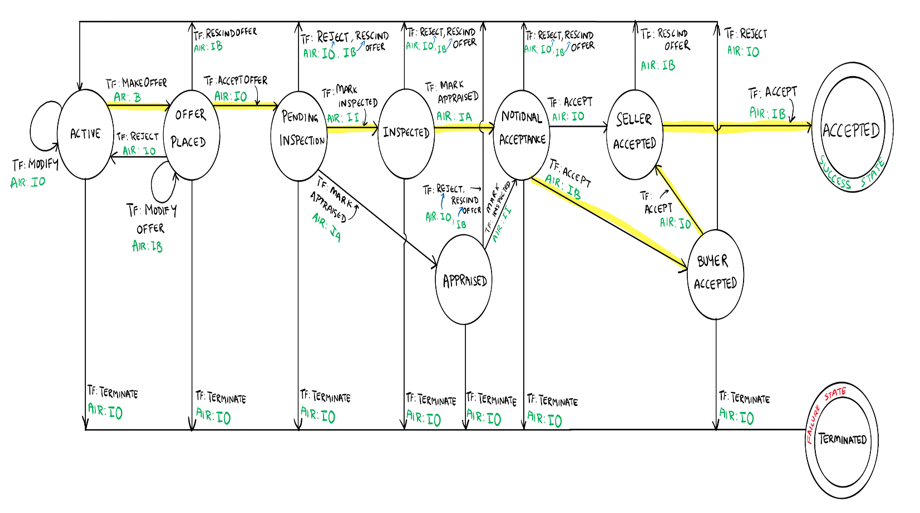 TF: RESCIND OFFER
AIR: IB
TF: REJECT, RESCIND OFFER
AIR: IO, IB
TF: REJECT, RESCIND OFFER
AIR: IO, IB
TF: REJECT, RESCIND OFFER
AIR: IO, IB
TF: RESCIND OFFER
AIR: IB
TF: REJECT
AIR: IO
TF: MAKEOFFER
AR: B
TF: ACCEPTOFFER
AIR: IO
TF: MARK INSPECTED
AIR: II
TF: MARK APPRAISED
AIR: IA
TF: ACCEPT
AIR: IO
TF: ACCEPT
AIR: IB
ACTIVE
OFFER PLACED
PENDING INSPECTION
INSPECTED
NOTIONAL ACCEPTANCE
SELLER ACCEPTED
ACCEPTED
SUCCESS STATE
TF: REJECT
AIR: IO
TF: MODIFY
AIR: IO
TF: MODIFY OFFER
AIR: IB
TF: MARK APPRAISED
AIR: IA
TF: REJECT, RESCIND OFFER
AIR: IO, IB
TF: MARK INSPECTED
AIR: II
TF: ACCEPT
AIR: IB
TF: ACCEPT
AIR: IO
APPRAISED
BUYER ACCEPTED
TF: TERMINATE
AIR: IO
TF: TERMINATE
AIR: IO
TF: TERMINATE
AIR: IO
TF: TERMINATE
AIR: IO
TF: TERMINATE
AIR: IO
TF: TERMINATE
AIR: IO
TF: TERMINATE
AIR: IO
FAILURE STATE
TERMINATED